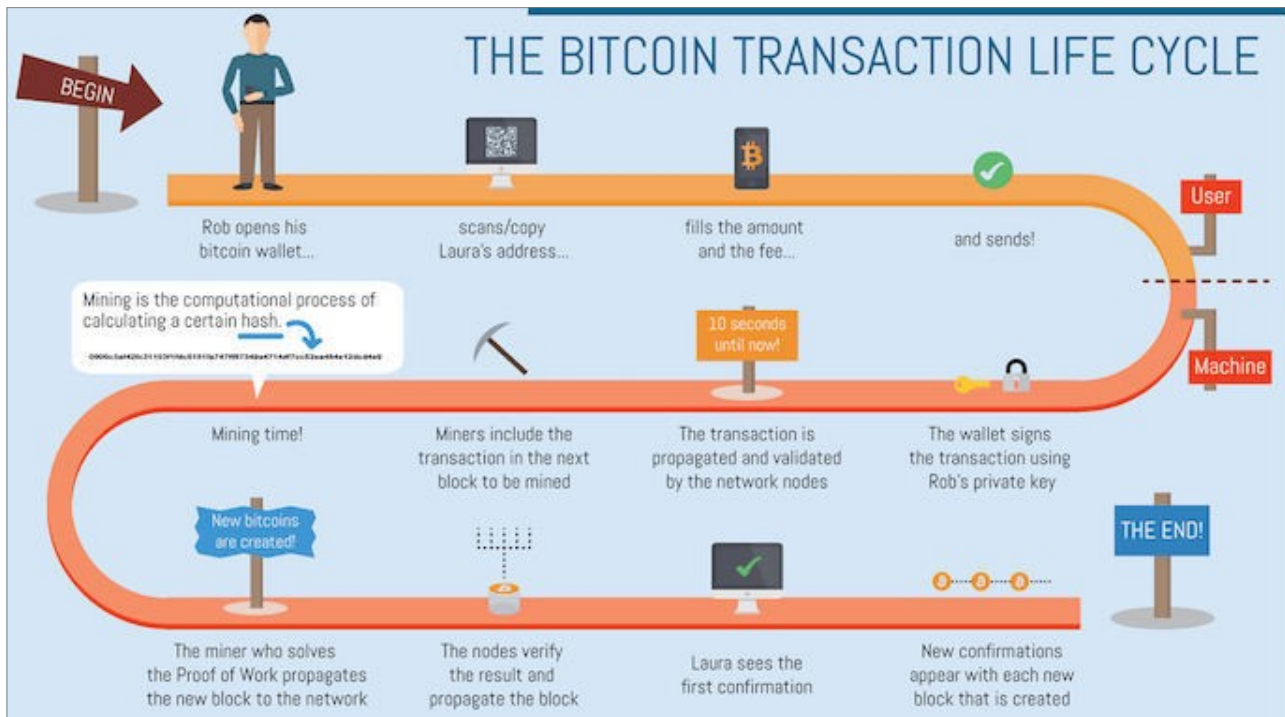 THE BITCOIN TRANSACTION LIFE CYCLE
BEGIN
Rob opens his
bitcoin wallet...
scans/copy
Laura's address...
fills the amount
and the fee...
and sends!
User
Machine
The wallet signs
the transaction using
Rob's private key
10 seconds
until now!
The transaction is
propagated and validated
by the network nodes
Miners include the
transaction in the next
block to be mined
Mining is the computational process of
calculating a certain hash.
Mining time!
New bitcoins
are created!
The miner who solves
the Proof of Work propagates
the new block to the network
The nodes verify
the result and
propagate the block
Laura sees the
first confirmation
New confirmations
appear with each new
block that is created
THE END!